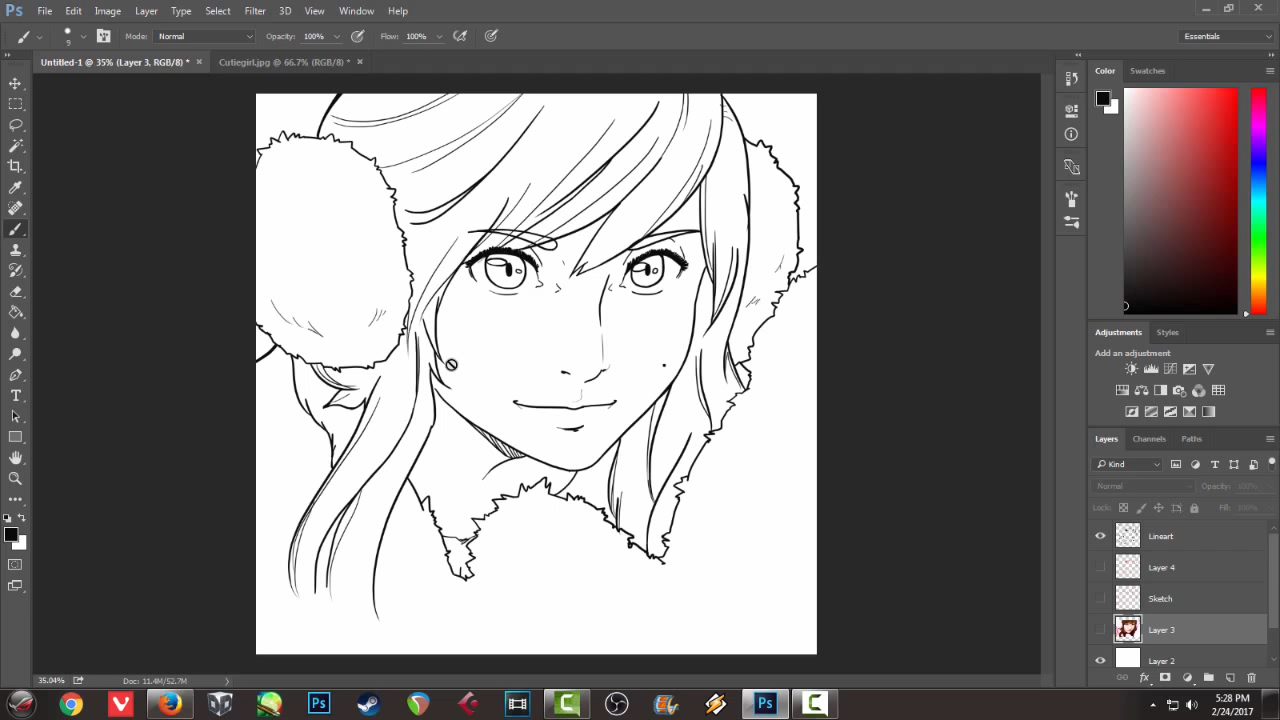 Ps File Edit Image Layer Type Select Filter 3D View Window Help
9 Mode: Normal Opacity: 100% Flow: 100% Essentials
Untitled-1 @ 35% (Layer 3, RGB/8) * Cutiegirl.jpg @ 66.7% (RGB/8) *
Color Swatches
Adjustments Styles
Add an adjustment
Layers Channels Paths
Kind
Normal Opacity: 100%
Lock: Fill: 100%
Lineart
Layer 4
Sketch
Layer 3
Layer 2
35.04% Doc: 11.4M/52.7M
5:28 PM
2/24/2017